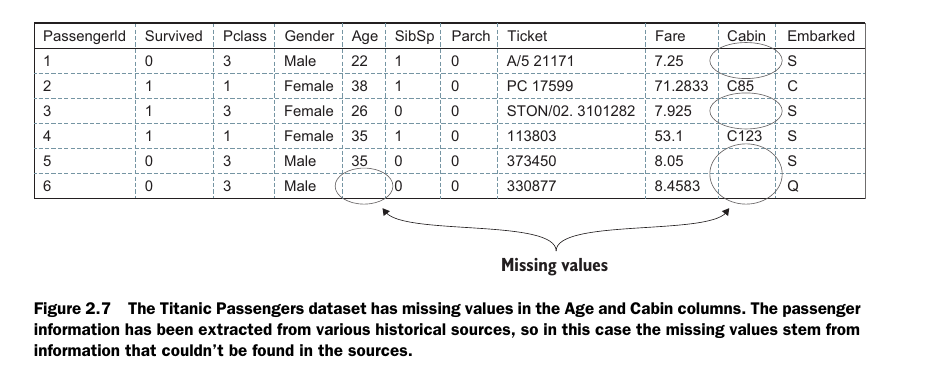 PassengerId Survived Pclass Gender Age SibSp Parch Ticket Fare Cabin Embarked
1 0 3 Male 22 1 0 A/5 21171 7.25 S
2 1 1 Female 38 1 0 PC 17599 71.2833 C85 C
3 1 3 Female 26 0 0 STON/02. 3101282 7.925 S
4 1 1 Female 35 1 0 113803 53.1 C123 S
5 0 3 Male 35 0 0 373450 8.05 S
6 0 3 Male 0 0 330877 8.4583 Q
Missing values
Figure 2.7 The Titanic Passengers dataset has missing values in the Age and Cabin columns. The passenger
information has been extracted from various historical sources, so in this case the missing values stem from
information that couldn't be found in the sources.